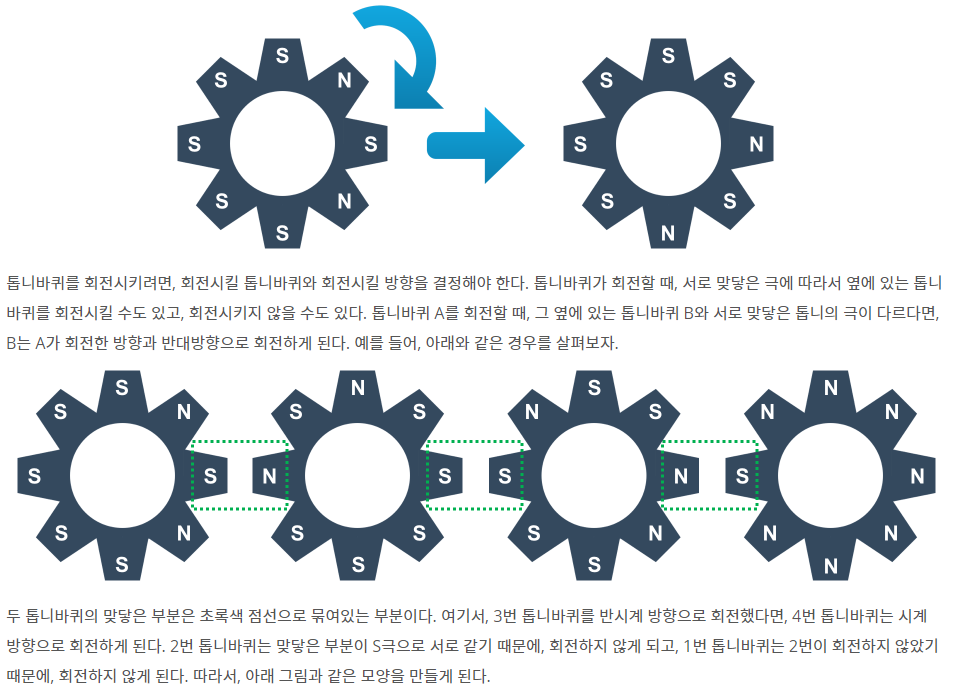 S
S N
S S
S N
S
S
S S
S N
S S
N
톱니바퀴를 회전시키려면, 회전시킬 톱니바퀴와 회전시킬 방향을 결정해야 한다. 톱니바퀴가 회전할 때, 서로 맞닿은 극에 따라서 옆에 있는 톱니
바퀴를 회전시킬 수도 있고, 회전시키지 않을 수도 있다. 톱니바퀴 A를 회전할 때, 그 옆에 있는 톱니바퀴 B와 서로 맞닿은 톱니의 극이 다르다면,
B는 A가 회전한 방향과 반대방향으로 회전하게 된다. 예를 들어, 아래와 같은 경우를 살펴보자.
S N S N
S N S S N S N N
S S N S S N S N
S N S S S N N N
S S S N
두 톱니바퀴의 맞닿은 부분은 초록색 점선으로 묶여있는 부분이다. 여기서, 3번 톱니바퀴를 반시계 방향으로 회전했다면, 4번 톱니바퀴는 시계
방향으로 회전하게 된다. 2번 톱니바퀴는 맞닿은 부분이 S극으로 서로 같기 때문에, 회전하지 않게 되고, 1번 톱니바퀴는 2번이 회전하지 않았기
때문에, 회전하지 않게 된다. 따라서, 아래 그림과 같은 모양을 만들게 된다.